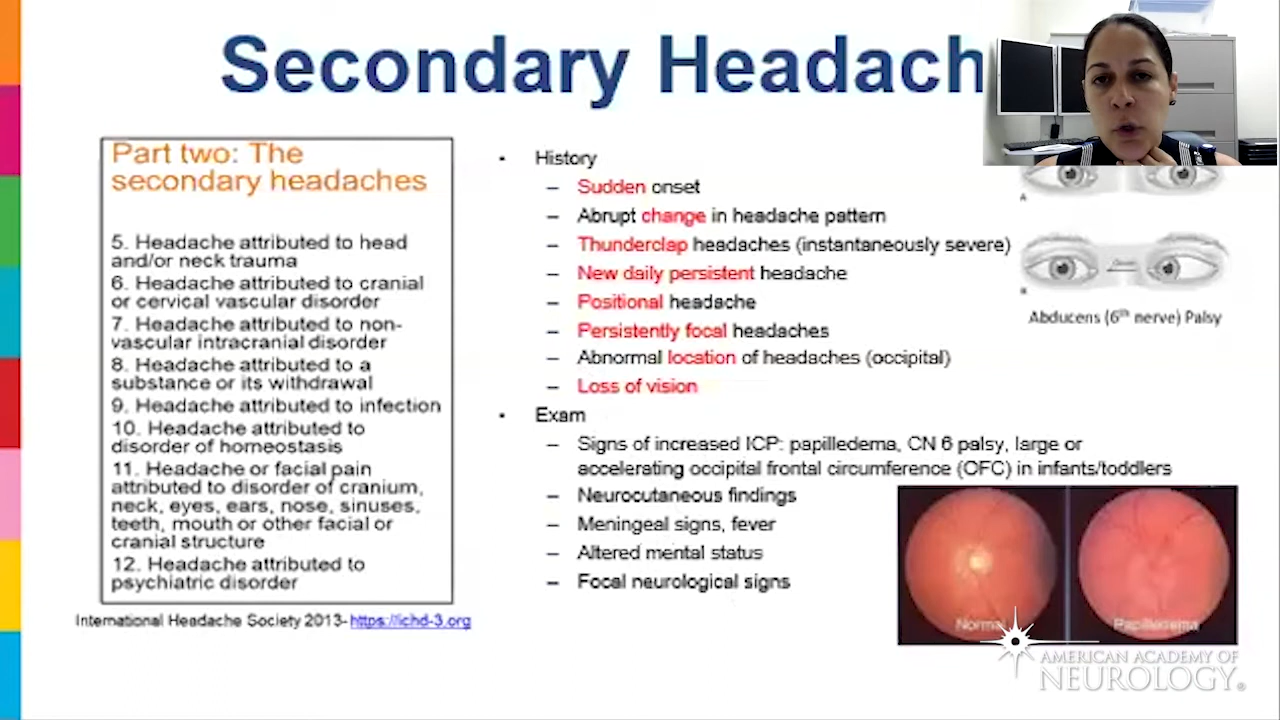 Secondary Headach
Part two: The
secondary headaches
5. Headache attributed to head
and/or neck trauma
6. Headache attributed to cranial
or cervical vascular disorder
7. Headache attributed to non-
vascular intracranial disorder
8. Headache attributed to a
substance or its withdrawal
9. Headache attributed to infection
10. Headache attributed to
disorder of homeostasis
11. Headache or facial pain
attributed to disorder of cranium,
neck, eyes, ears, nose, sinuses,
teeth, mouth or other facial or
cranial structure
12. Headache attributed to
psychiatric disorder
International Headache Society 2013- https://ichd-3.org
• History
– Sudden onset
– Abrupt change in headache pattern
– Thunderclap headaches (instantaneously severe)
– New daily persistent headache
– Positional headache
– Persistently focal headaches
– Abnormal location of headaches (occipital)
– Loss of vision
• Exam
– Signs of increased ICP: papilledema, CN 6 palsy, large or
accelerating occipital frontal circumference (OFC) in infants/toddlers
– Neurocutaneous findings
– Meningeal signs, fever
– Altered mental status
– Focal neurological signs
A
B
Abducens (6th nerve) Palsy
Normal
Papilledema
AMERICAN ACADEMY OF
NEUROLOGY®